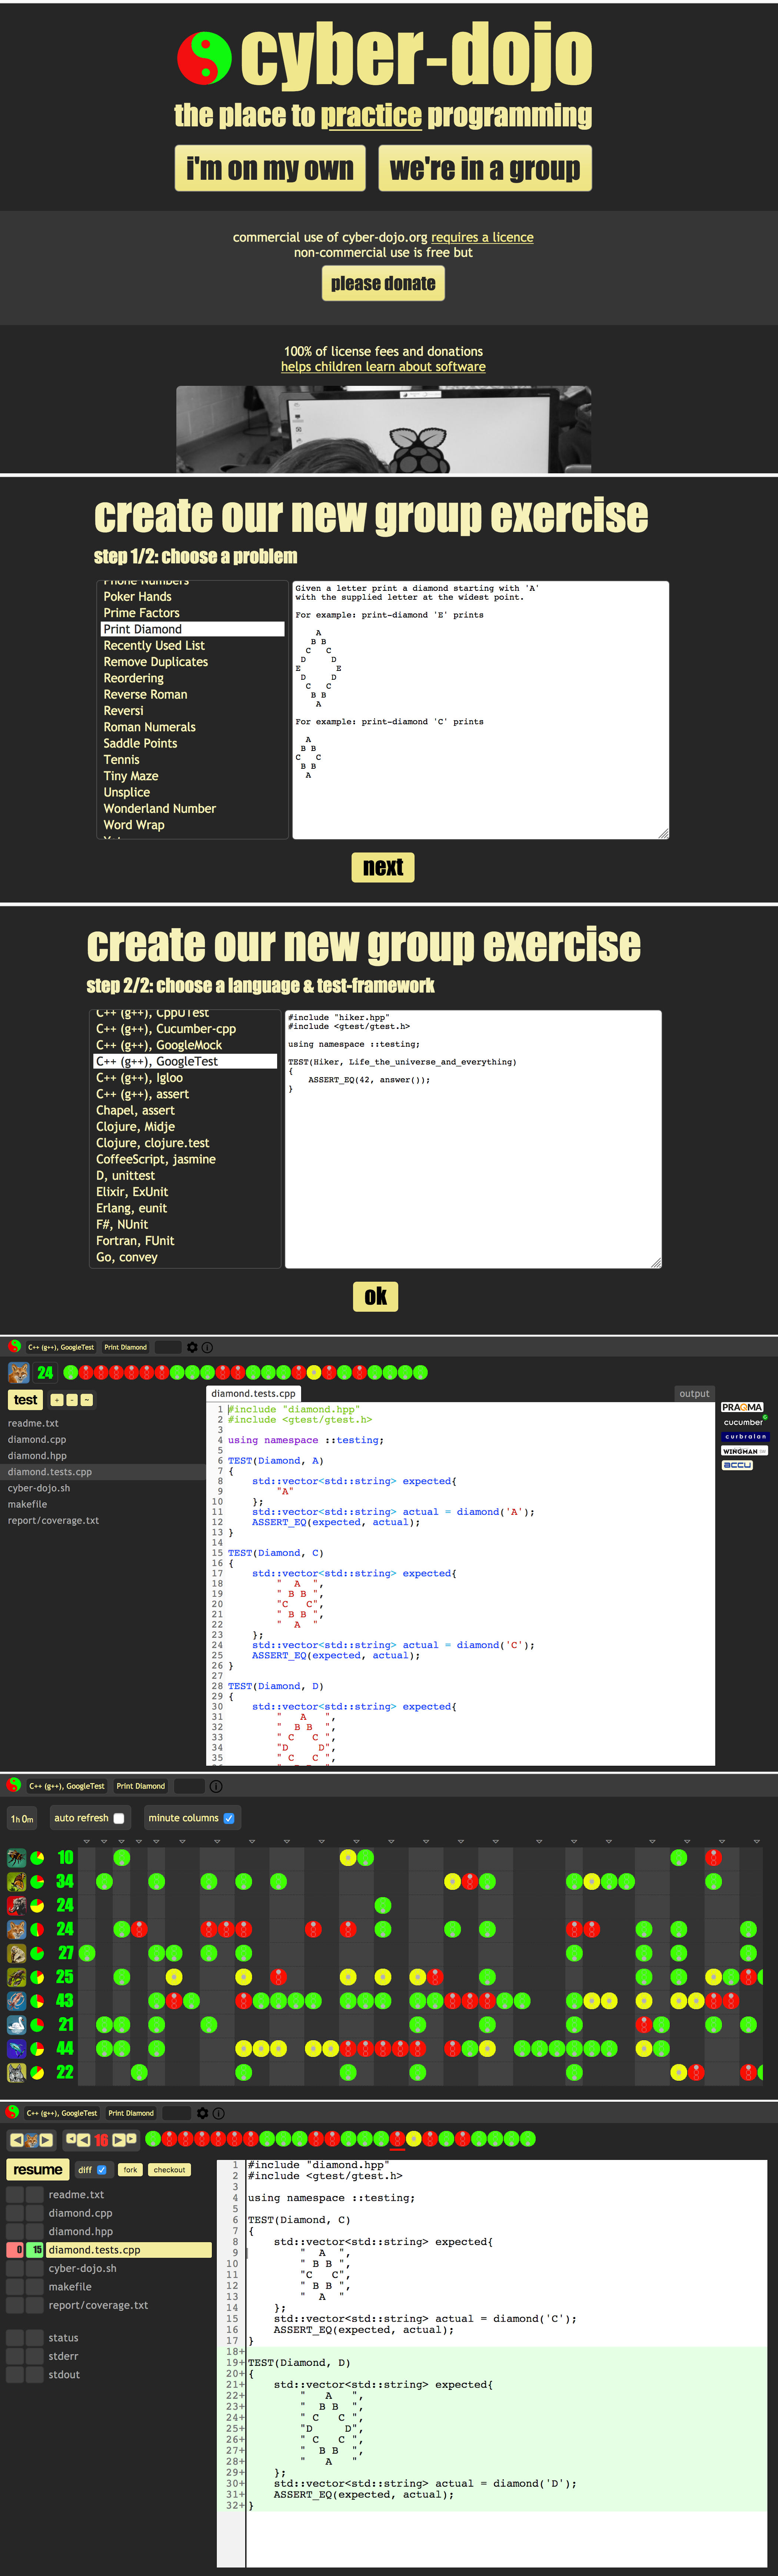 cyber-dojo
the place to practice programming
i'm on my own
we're in a group
commercial use of cyber-dojo.org requires a licence
non-commercial use is free but
please donate
100% of license fees and donations
helps children learn about software
create our new group exercise
step 1/2: choose a problem
Phone Numbers
Poker Hands
Prime Factors
Print Diamond
Recently Used List
Remove Duplicates
Reordering
Reverse Roman
Reversi
Roman Numerals
Saddle Points
Tennis
Tiny Maze
Unsplice
Wonderland Number
Word Wrap
Given a letter print a diamond starting with 'A'
with the supplied letter at the widest point.
For example: print-diamond 'E' prints
    A
   B B
  C   C
 D     D
E       E
 D     D
  C   C
   B B
    A
For example: print-diamond 'C' prints
  A
 B B
C   C
 B B
  A
next
create our new group exercise
step 2/2: choose a language & test-framework
C++ (g++), CppUTest
C++ (g++), Cucumber-cpp
C++ (g++), GoogleMock
C++ (g++), GoogleTest
C++ (g++), Igloo
C++ (g++), assert
Chapel, assert
Clojure, Midje
Clojure, clojure.test
CoffeeScript, jasmine
D, unittest
Elixir, ExUnit
Erlang, eunit
F#, NUnit
Fortran, FUnit
Go, convey
#include "hiker.hpp"
#include <gtest/gtest.h>
using namespace ::testing;
TEST(Hiker, Life_the_universe_and_everything)
{
    ASSERT_EQ(42, answer());
}
ok
C++ (g++), GoogleTest Print Diamond
24
test + - ~
readme.txt
diamond.cpp
diamond.hpp
diamond.tests.cpp
cyber-dojo.sh
makefile
report/coverage.txt
diamond.tests.cpp
output
1 #include "diamond.hpp"
2 #include <gtest/gtest.h>
3
4 using namespace ::testing;
5
6 TEST(Diamond, A)
7 {
8     std::vector<std::string> expected{
9         "A"
10     };
11     std::vector<std::string> actual = diamond('A');
12     ASSERT_EQ(expected, actual);
13 }
14
15 TEST(Diamond, C)
16 {
17     std::vector<std::string> expected{
18         "  A  ",
19         " B B ",
20         "C   C",
21         " B B ",
22         "  A  "
23     };
24     std::vector<std::string> actual = diamond('C');
25     ASSERT_EQ(expected, actual);
26 }
27
28 TEST(Diamond, D)
29 {
30     std::vector<std::string> expected{
31         "   A   ",
32         "  B B  ",
33         " C   C ",
34         "D     D",
35         " C   C ",
PRAQMA
cucumber
curbralan
WINGMAN
accu
C++ (g++), GoogleTest Print Diamond
1h 0m
auto refresh
minute columns
10
34
24
24
27
25
43
21
44
22
C++ (g++), GoogleTest Print Diamond
16
resume
diff
fork
checkout
readme.txt
diamond.cpp
diamond.hpp
0 15 diamond.tests.cpp
cyber-dojo.sh
makefile
report/coverage.txt
status
stderr
stdout
1 #include "diamond.hpp"
2 #include <gtest/gtest.h>
3
4 using namespace ::testing;
5
6 TEST(Diamond, C)
7 {
8     std::vector<std::string> expected{
9         "  A  ",
10         " B B ",
11         "C   C",
12         " B B ",
13         "  A  "
14     };
15     std::vector<std::string> actual = diamond('C');
16     ASSERT_EQ(expected, actual);
17 }
18+
19+ TEST(Diamond, D)
20+ {
21+     std::vector<std::string> expected{
22+         "   A   ",
23+         "  B B  ",
24+         " C   C ",
25+         "D     D",
26+         " C   C ",
27+         "  B B  ",
28+         "   A   "
29+     };
30+     std::vector<std::string> actual = diamond('D');
31+     ASSERT_EQ(expected, actual);
32+ }